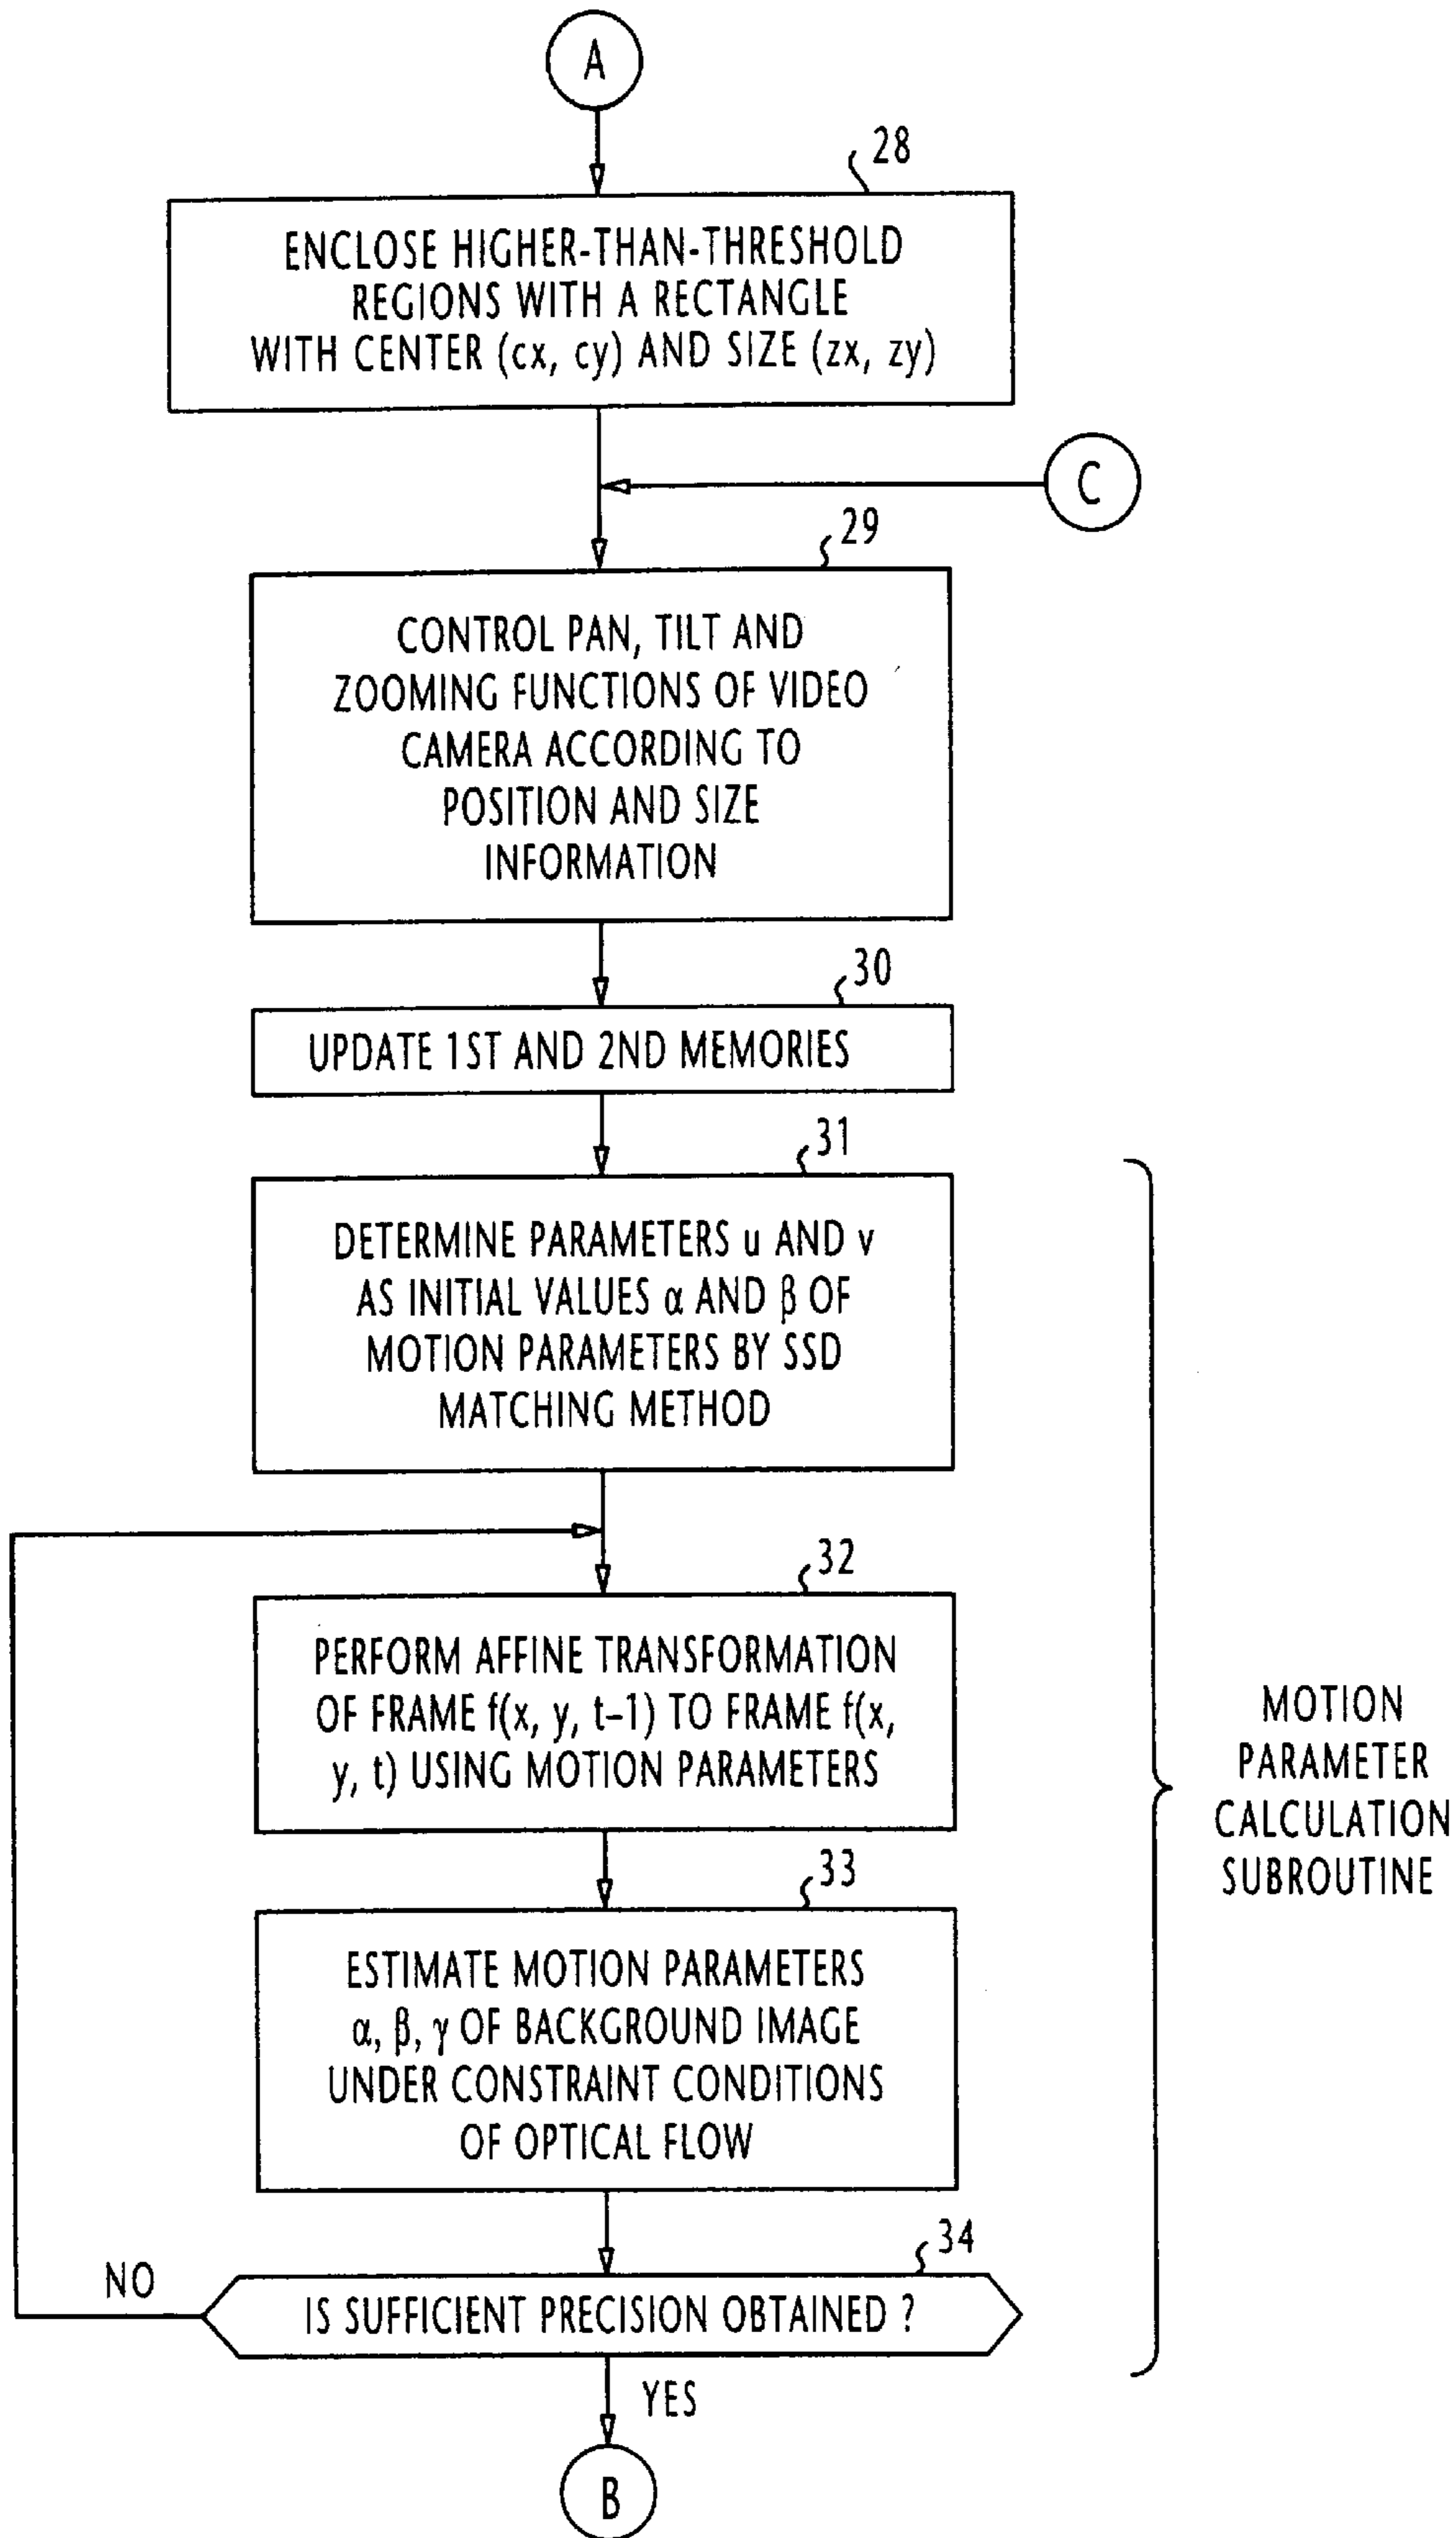 A
28
ENCLOSE HIGHER-THAN-THRESHOLD
REGIONS WITH A RECTANGLE
WITH CENTER (cx, cy) AND SIZE (zx, zy)
C
29
CONTROL PAN, TILT AND
ZOOMING FUNCTIONS OF VIDEO
CAMERA ACCORDING TO
POSITION AND SIZE
INFORMATION
30
UPDATE 1ST AND 2ND MEMORIES
31
DETERMINE PARAMETERS u AND v
AS INITIAL VALUES α AND β OF
MOTION PARAMETERS BY SSD
MATCHING METHOD
32
PERFORM AFFINE TRANSFORMATION
OF FRAME f(x, y, t–1) TO FRAME f(x,
y, t) USING MOTION PARAMETERS
MOTION
PARAMETER
CALCULATION
SUBROUTINE
33
ESTIMATE MOTION PARAMETERS
α, β, γ OF BACKGROUND IMAGE
UNDER CONSTRAINT CONDITIONS
OF OPTICAL FLOW
34
NO
IS SUFFICIENT PRECISION OBTAINED ?
YES
B